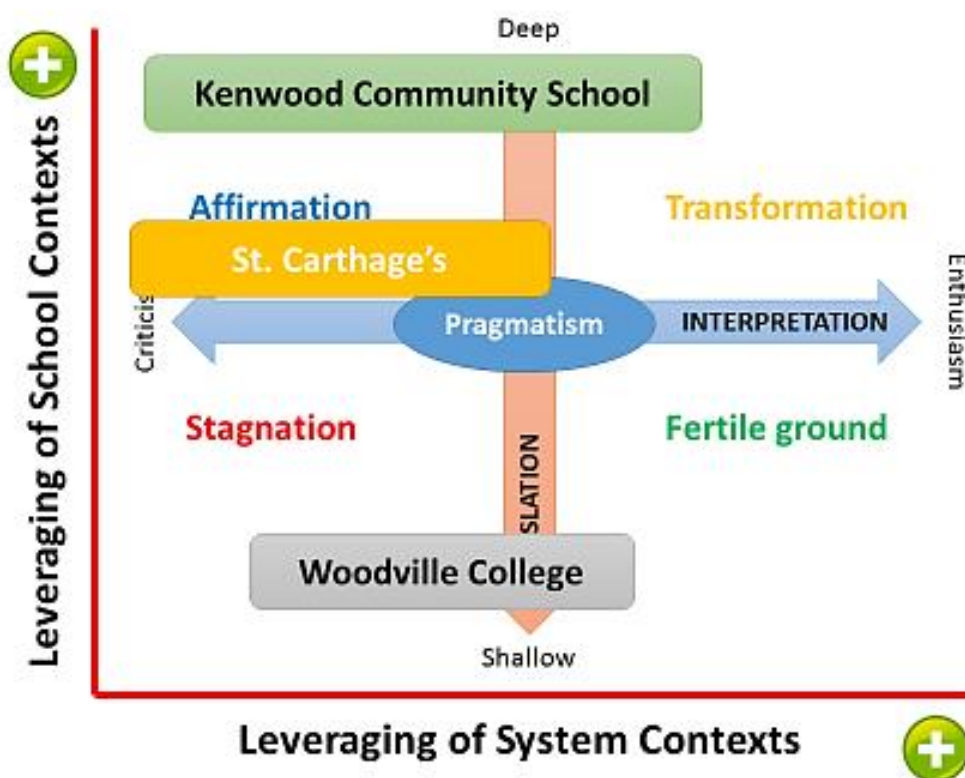 Deep
Kenwood Community School
Leveraging of School Contexts
Affirmation
Transformation
St. Carthage's
Criticis
Pragmatism
INTERPRETATION
Enthusiasm
Stagnation
Fertile ground
SLATION
Woodville College
Shallow
Leveraging of System Contexts